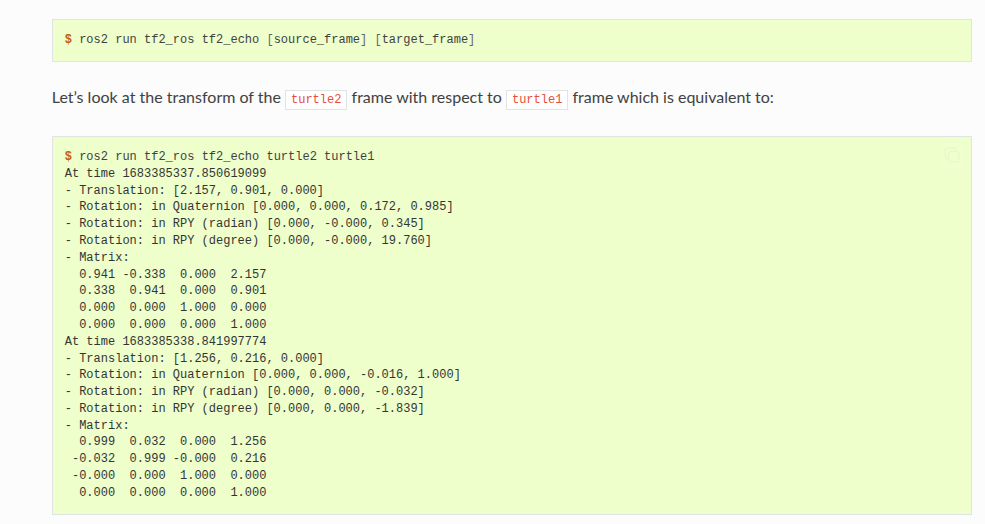 $ ros2 run tf2_ros tf2_echo [source_frame] [target_frame]
Let's look at the transform of the turtle2 frame with respect to turtle1 frame which is equivalent to:
$ ros2 run tf2_ros tf2_echo turtle2 turtle1
At time 1683385337.850619099
- Translation: [2.157, 0.901, 0.000]
- Rotation: in Quaternion [0.000, 0.000, 0.172, 0.985]
- Rotation: in RPY (radian) [0.000, -0.000, 0.345]
- Rotation: in RPY (degree) [0.000, -0.000, 19.760]
- Matrix:
  0.941 -0.338  0.000  2.157
  0.338  0.941  0.000  0.901
  0.000  0.000  1.000  0.000
  0.000  0.000  0.000  1.000
At time 1683385338.841997774
- Translation: [1.256, 0.216, 0.000]
- Rotation: in Quaternion [0.000, 0.000, -0.016, 1.000]
- Rotation: in RPY (radian) [0.000, 0.000, -0.032]
- Rotation: in RPY (degree) [0.000, 0.000, -1.839]
- Matrix:
  0.999  0.032  0.000  1.256
 -0.032  0.999 -0.000  0.216
 -0.000  0.000  1.000  0.000
  0.000  0.000  0.000  1.000